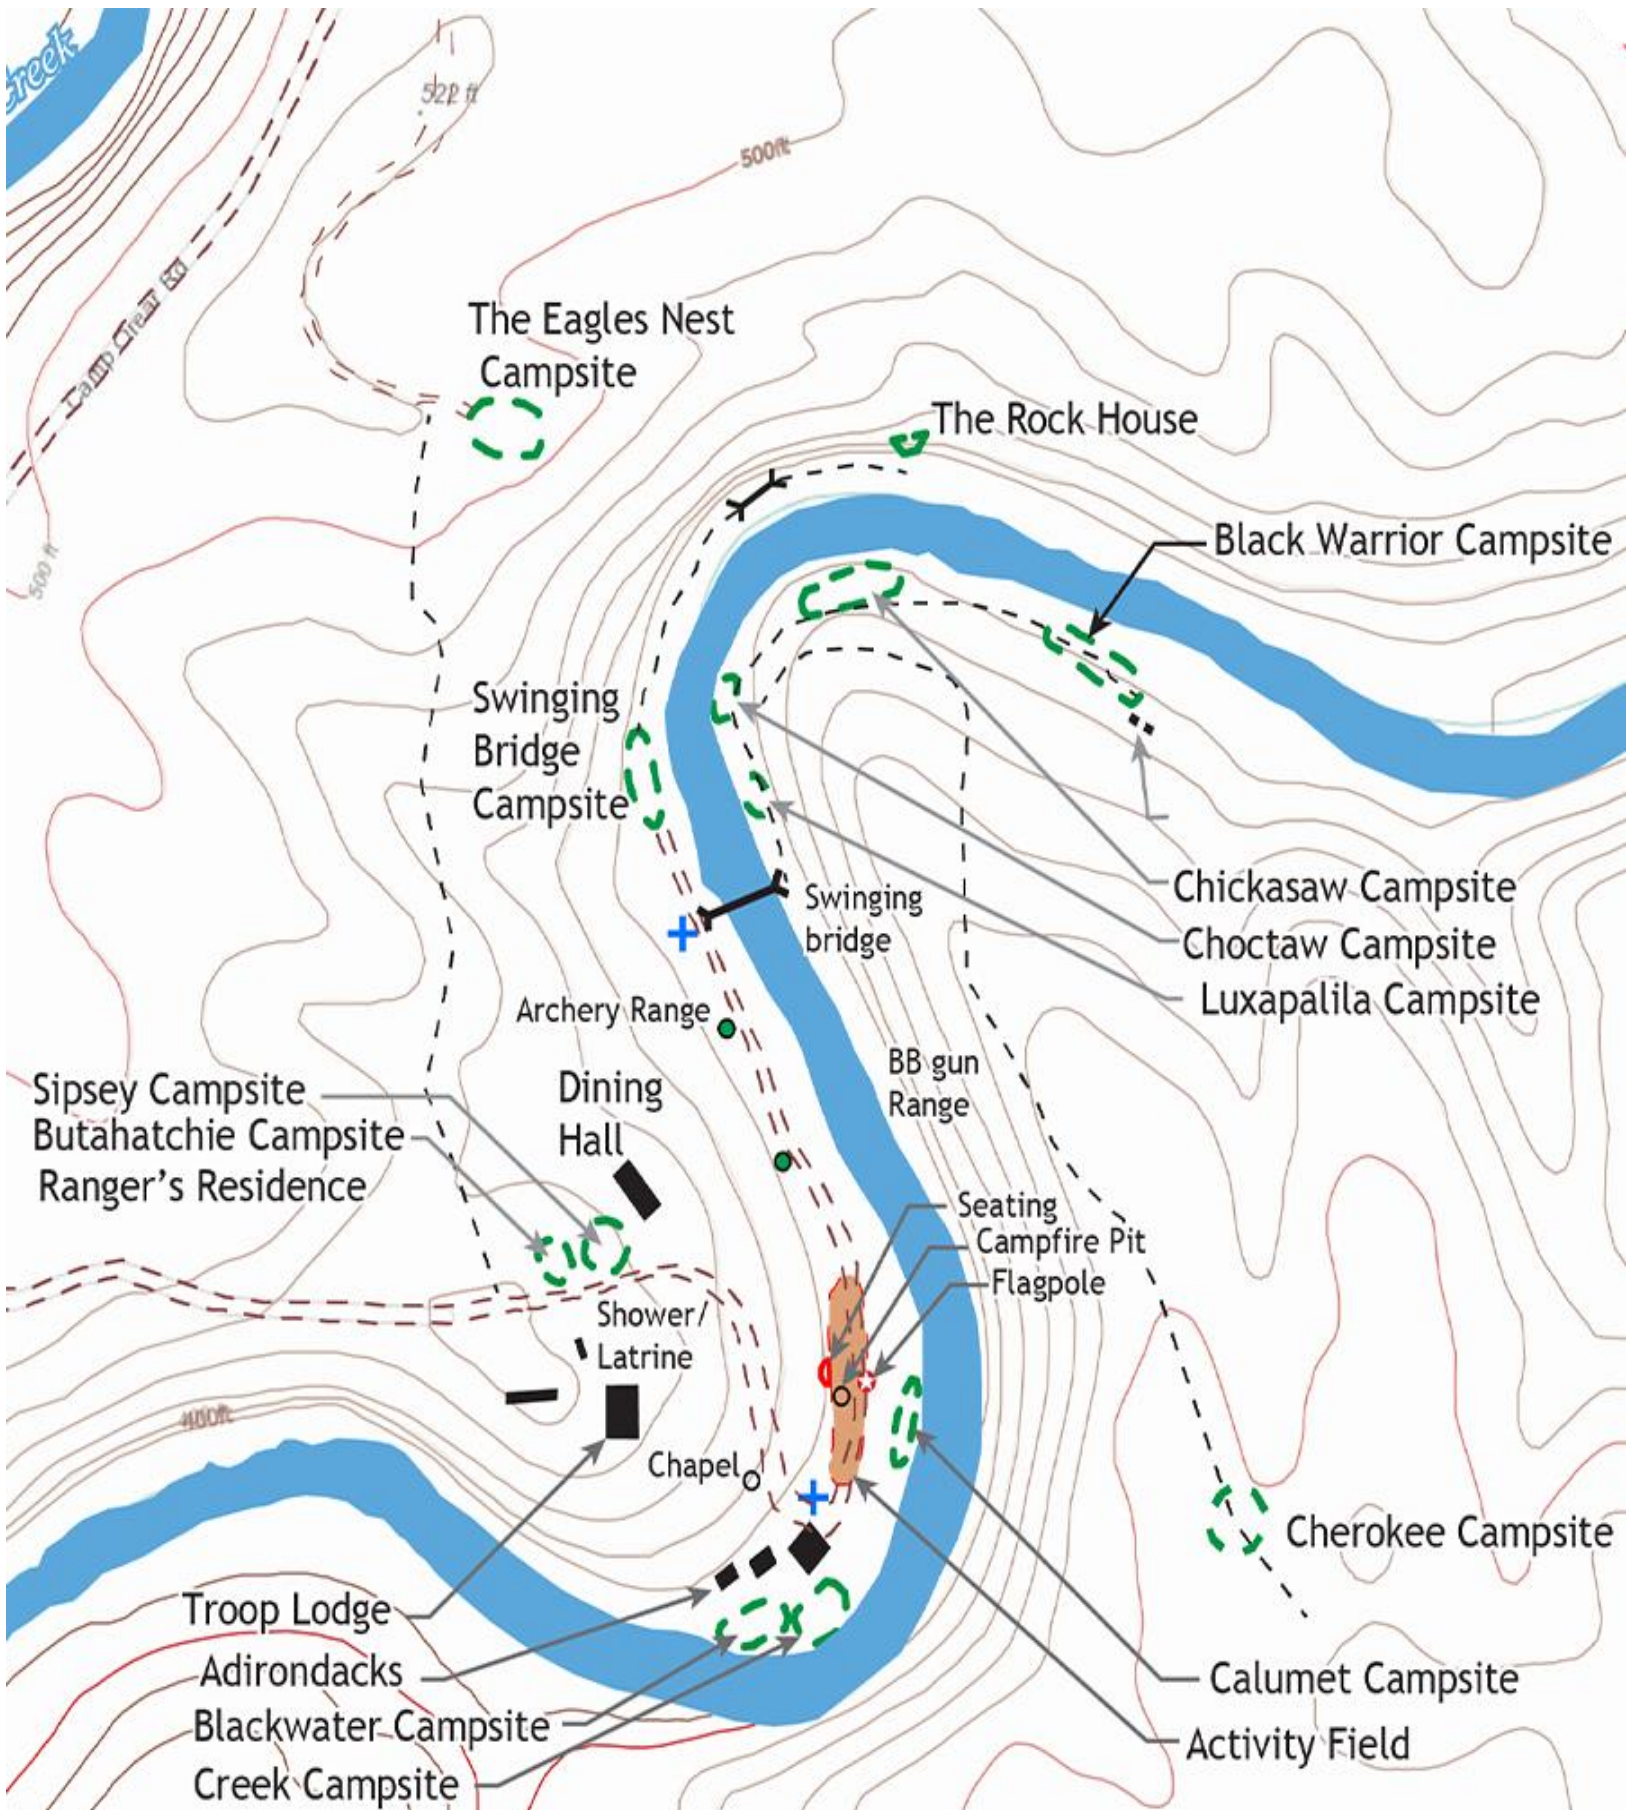 Creek
522 ft
500ft
Camp Orear Rd
The Eagles Nest
Campsite
The Rock House
Black Warrior Campsite
500 ft
Swinging
Bridge
Campsite
Swinging
bridge
Chickasaw Campsite
Choctaw Campsite
Luxapalila Campsite
Archery Range
BB gun
Range
Dining
Hall
Sipsey Campsite
Butahatchie Campsite
Ranger's Residence
Seating
Campfire Pit
Flagpole
Shower/
Latrine
400ft
Chapel
Cherokee Campsite
Troop Lodge
Adirondacks
Blackwater Campsite
Creek Campsite
Calumet Campsite
Activity Field